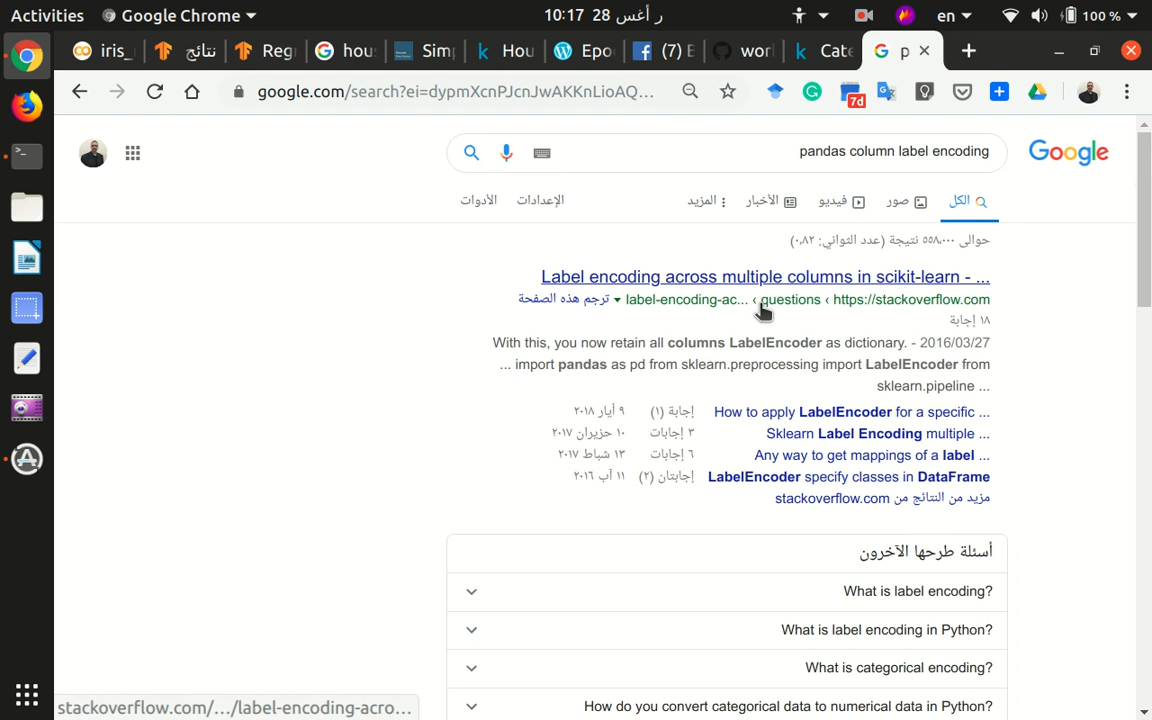 Activities
Google Chrome
ر أغس 28 10:17
en
100 %
iris_
نتائج
Regr
hou
Simp
Hou
Epo
(7) E
wor
Cate
p
google.com/search?ei=dypmXcnPJcnJwAKKnLioAQ...
7d
pandas column label encoding
Google
الكل
صور
فيديو
الأخبار
المزيد
الإعدادات
الأدوات
حوالى ٥٥٨,٠٠٠ نتيجة (عدد الثواني: ٠,٨٢)
Label encoding across multiple columns in scikit-learn - ...
https://stackoverflow.com › questions › label-encoding-ac... ترجم هذه الصفحة
١٨ إجابة
With this, you now retain all columns LabelEncoder as dictionary. - 2016/03/27
... import pandas as pd from sklearn.preprocessing import LabelEncoder from
sklearn.pipeline ...
How to apply LabelEncoder for a specific ... إجابة (١) ٩ أيار ٢٠١٨
Sklearn Label Encoding multiple ... ٣ إجابات ١٠ حزيران ٢٠١٧
Any way to get mappings of a label ... ٦ إجابات ١٣ شباط ٢٠١٧
LabelEncoder specify classes in DataFrame إجابتان (٢) ١١ آب ٢٠١٦
مزيد من النتائج من stackoverflow.com
أسئلة طرحها الآخرون
What is label encoding?
What is label encoding in Python?
What is categorical encoding?
How do you convert categorical data to numerical data in Python?
stackoverflow.com/.../label-encoding-acro...